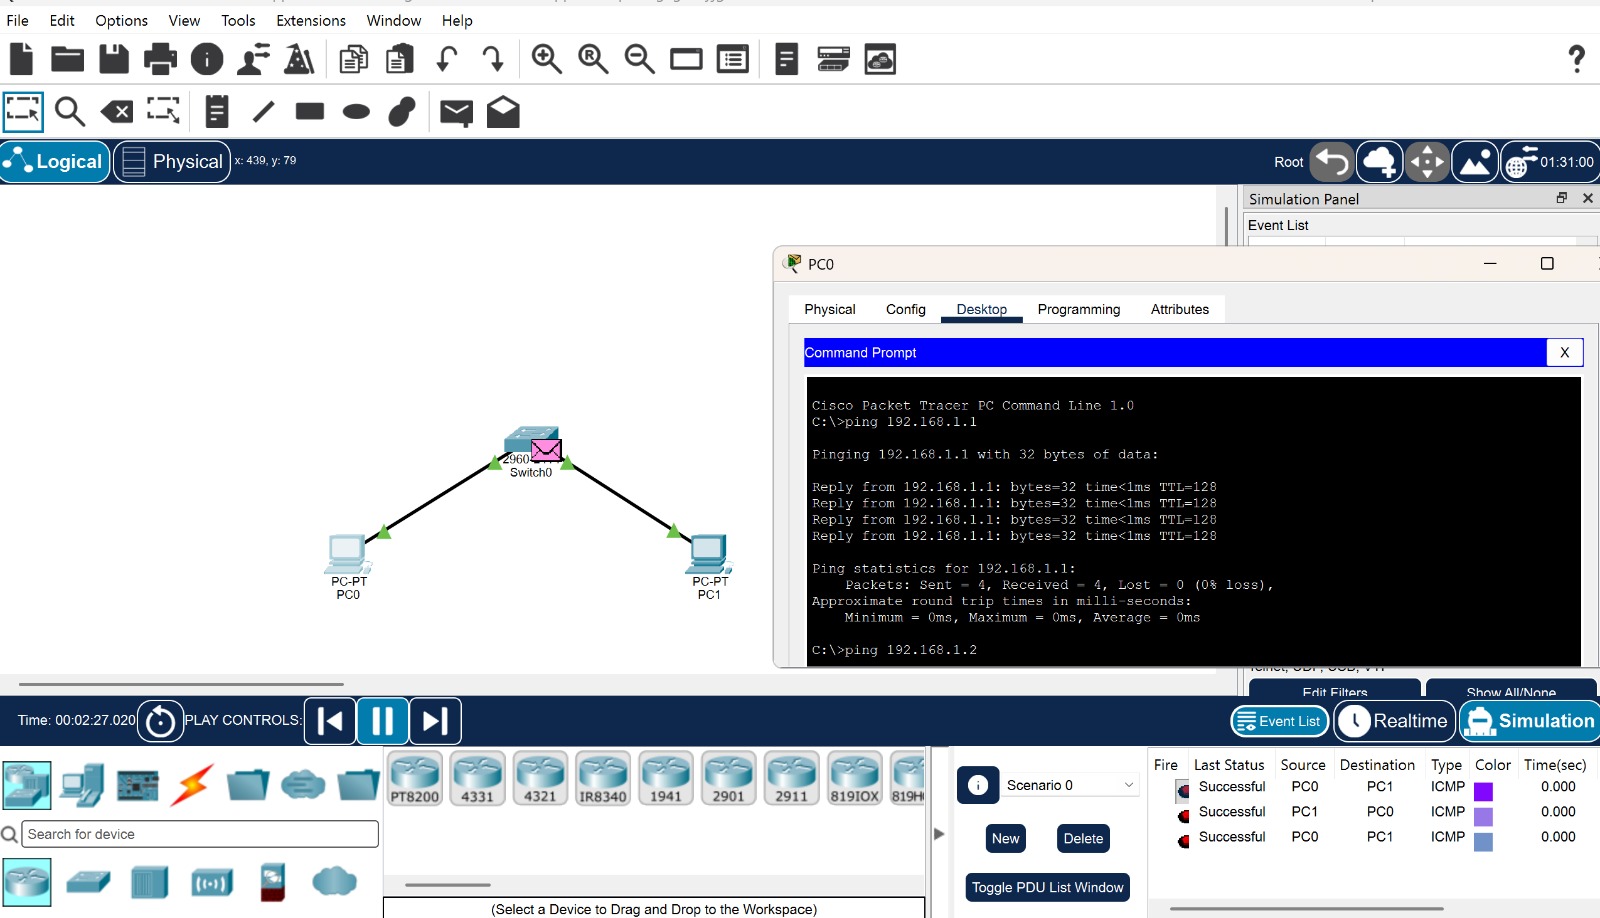 File Edit Options View Tools Extensions Window Help
?
Logical Physical x: 439, y: 79 Root 01:31:00
Simulation Panel
Event List
PC0
Physical Config Desktop Programming Attributes
Command Prompt X
Cisco Packet Tracer PC Command Line 1.0
C:\>ping 192.168.1.1
Pinging 192.168.1.1 with 32 bytes of data:
Reply from 192.168.1.1: bytes=32 time<1ms TTL=128
Reply from 192.168.1.1: bytes=32 time<1ms TTL=128
Reply from 192.168.1.1: bytes=32 time<1ms TTL=128
Reply from 192.168.1.1: bytes=32 time<1ms TTL=128
Ping statistics for 192.168.1.1:
Packets: Sent = 4, Received = 4, Lost = 0 (0% loss),
Approximate round trip times in milli-seconds:
Minimum = 0ms, Maximum = 0ms, Average = 0ms
C:\>ping 192.168.1.2
Switch0
PC-PT
PC0
PC-PT
PC1
Edit Filters Show All/None
Time: 00:02:27.020 PLAY CONTROLS: Event List Realtime Simulation
PT8200 4331 4321 IR8340 1941 2901 2911 819IOX
Search for device
(Select a Device to Drag and Drop to the Workspace)
Scenario 0
New Delete
Toggle PDU List Window
Fire Last Status Source Destination Type Color Time(sec)
Successful PC0 PC1 ICMP 0.000
Successful PC1 PC0 ICMP 0.000
Successful PC0 PC1 ICMP 0.000